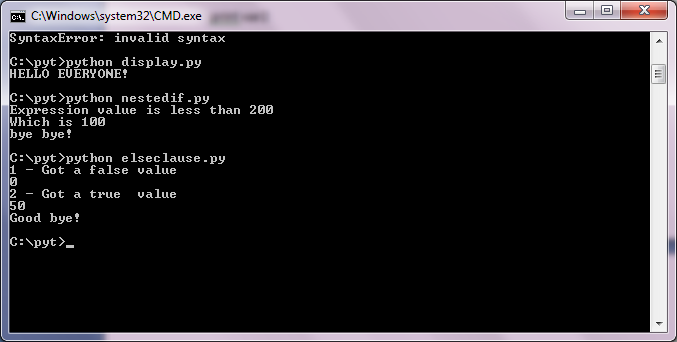 C:\Windows\system32\CMD.exe
SyntaxError: invalid syntax
C:\pyt>python display.py
HELLO EVERYONE!
C:\pyt>python nestedif.py
Expression value is less than 200
Which is 100
bye bye!
C:\pyt>python elseclause.py
1 - Got a false value
0
2 - Got a true  value
50
Good bye!
C:\pyt>_